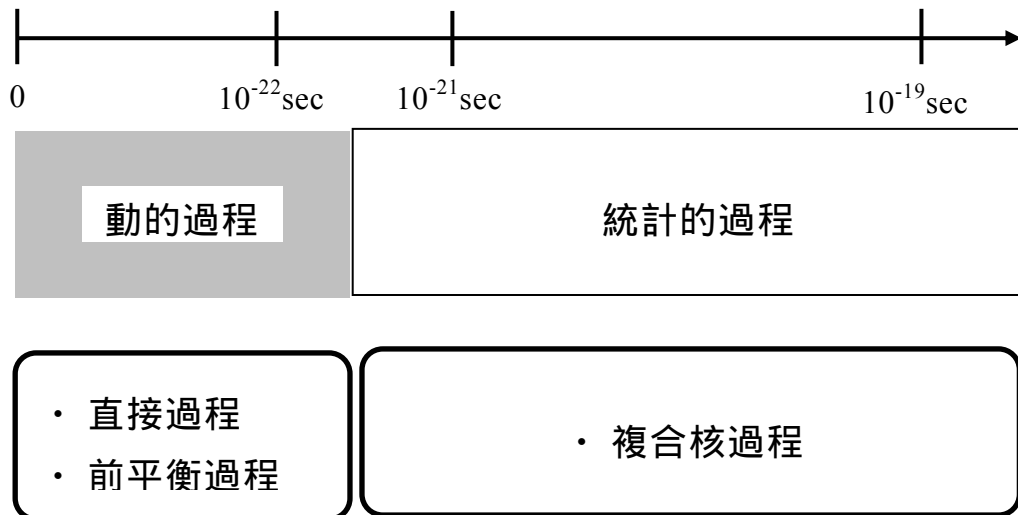 0 10⁻²²sec 10⁻²¹sec 10⁻¹⁹sec
動的過程 統計的過程
・ 直接過程
・ 前平衡過程
・ 複合核過程